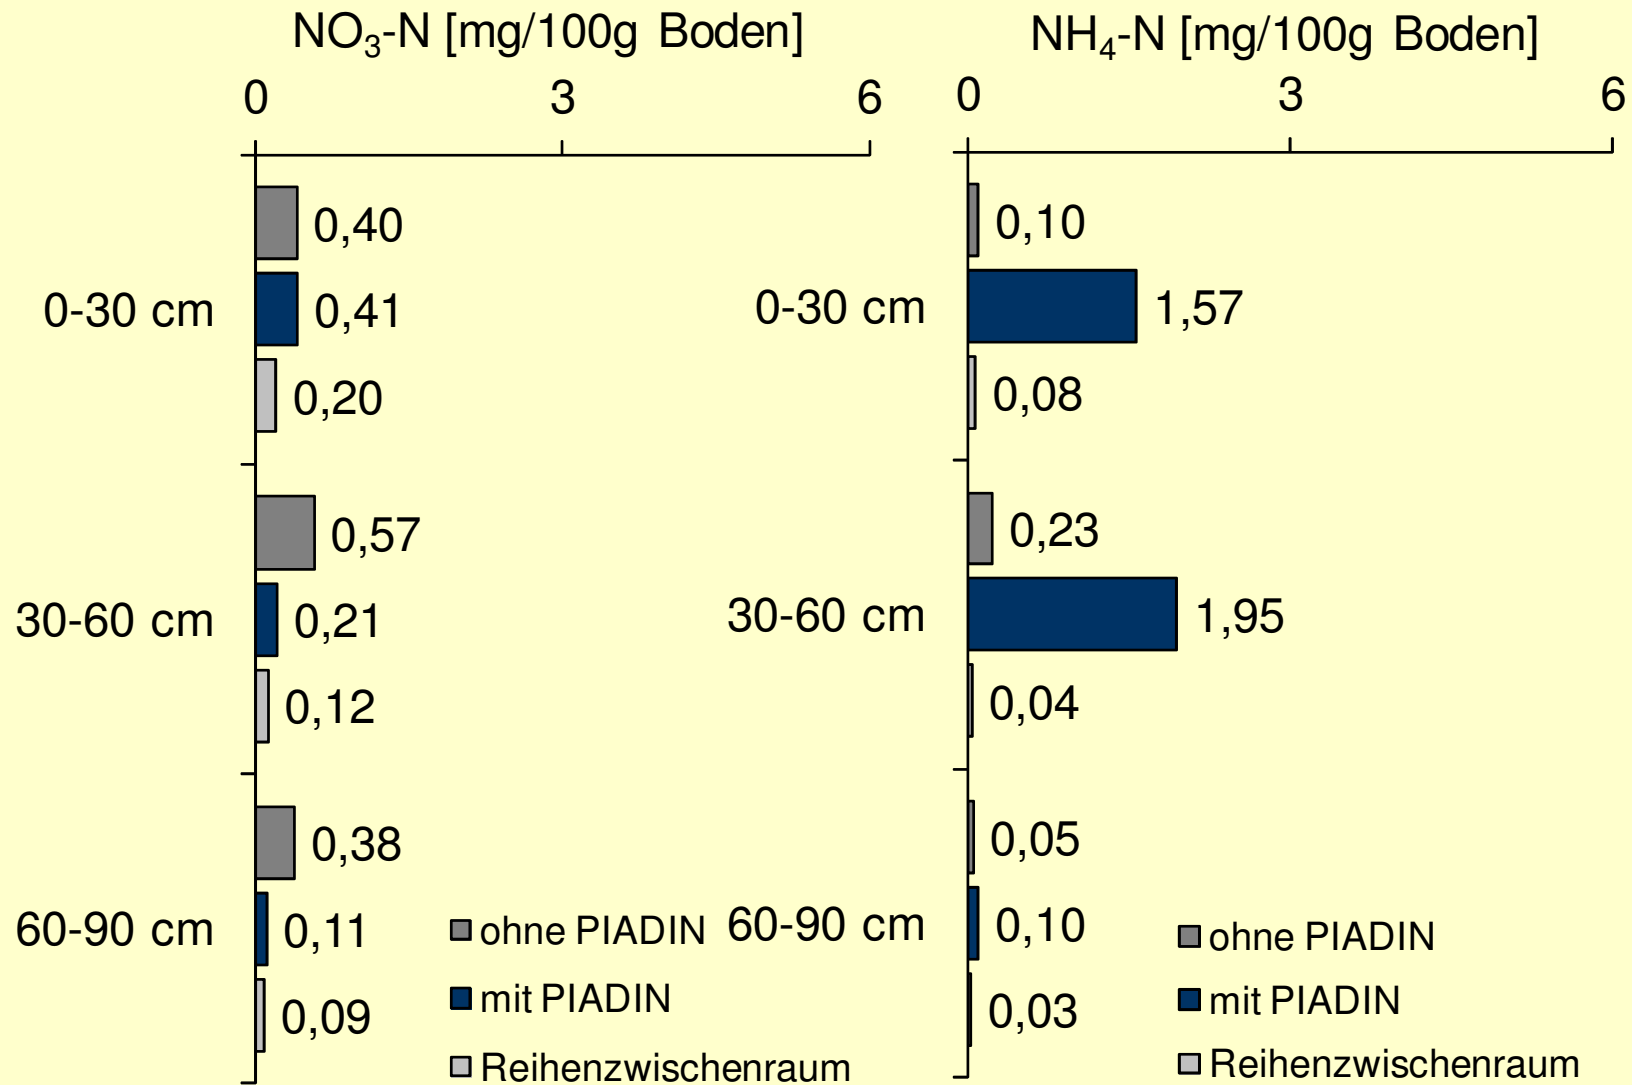 NO₃-N [mg/100g Boden]
0 3 6
0,40
0-30 cm 0,41
0,20
0,57
30-60 cm 0,21
0,12
0,38
60-90 cm 0,11
0,09
ohne PIADIN
mit PIADIN
Reihenzwischenraum
NH₄-N [mg/100g Boden]
0 3 6
0,10
0-30 cm 1,57
0,08
0,23
30-60 cm 1,95
0,04
0,05
60-90 cm 0,10
0,03
ohne PIADIN
mit PIADIN
Reihenzwischenraum